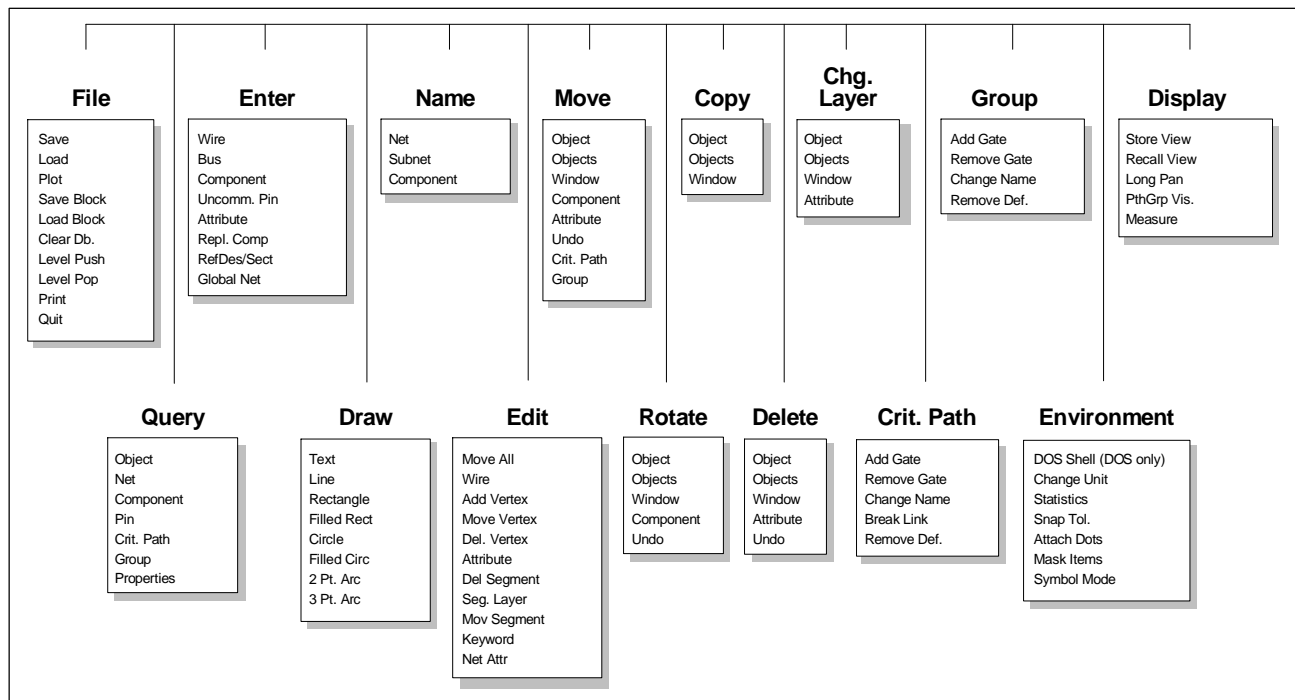 File
Save
Load
Plot
Save Block
Load Block
Clear Db.
Level Push
Level Pop
Print
Quit
Enter
Wire
Bus
Component
Uncomm. Pin
Attribute
Repl. Comp
RefDes/Sect
Global Net
Name
Net
Subnet
Component
Move
Object
Objects
Window
Component
Attribute
Undo
Crit. Path
Group
Copy
Object
Objects
Window
Chg.
Layer
Object
Objects
Window
Attribute
Group
Add Gate
Remove Gate
Change Name
Remove Def.
Display
Store View
Recall View
Long Pan
PthGrp Vis.
Measure
Query
Object
Net
Component
Pin
Crit. Path
Group
Properties
Draw
Text
Line
Rectangle
Filled Rect
Circle
Filled Circ
2 Pt. Arc
3 Pt. Arc
Edit
Move All
Wire
Add Vertex
Move Vertex
Del. Vertex
Attribute
Del Segment
Seg. Layer
Mov Segment
Keyword
Net Attr
Rotate
Object
Objects
Window
Component
Undo
Delete
Object
Objects
Window
Attribute
Undo
Crit. Path
Add Gate
Remove Gate
Change Name
Break Link
Remove Def.
Environment
DOS Shell (DOS only)
Change Unit
Statistics
Snap Tol.
Attach Dots
Mask Items
Symbol Mode